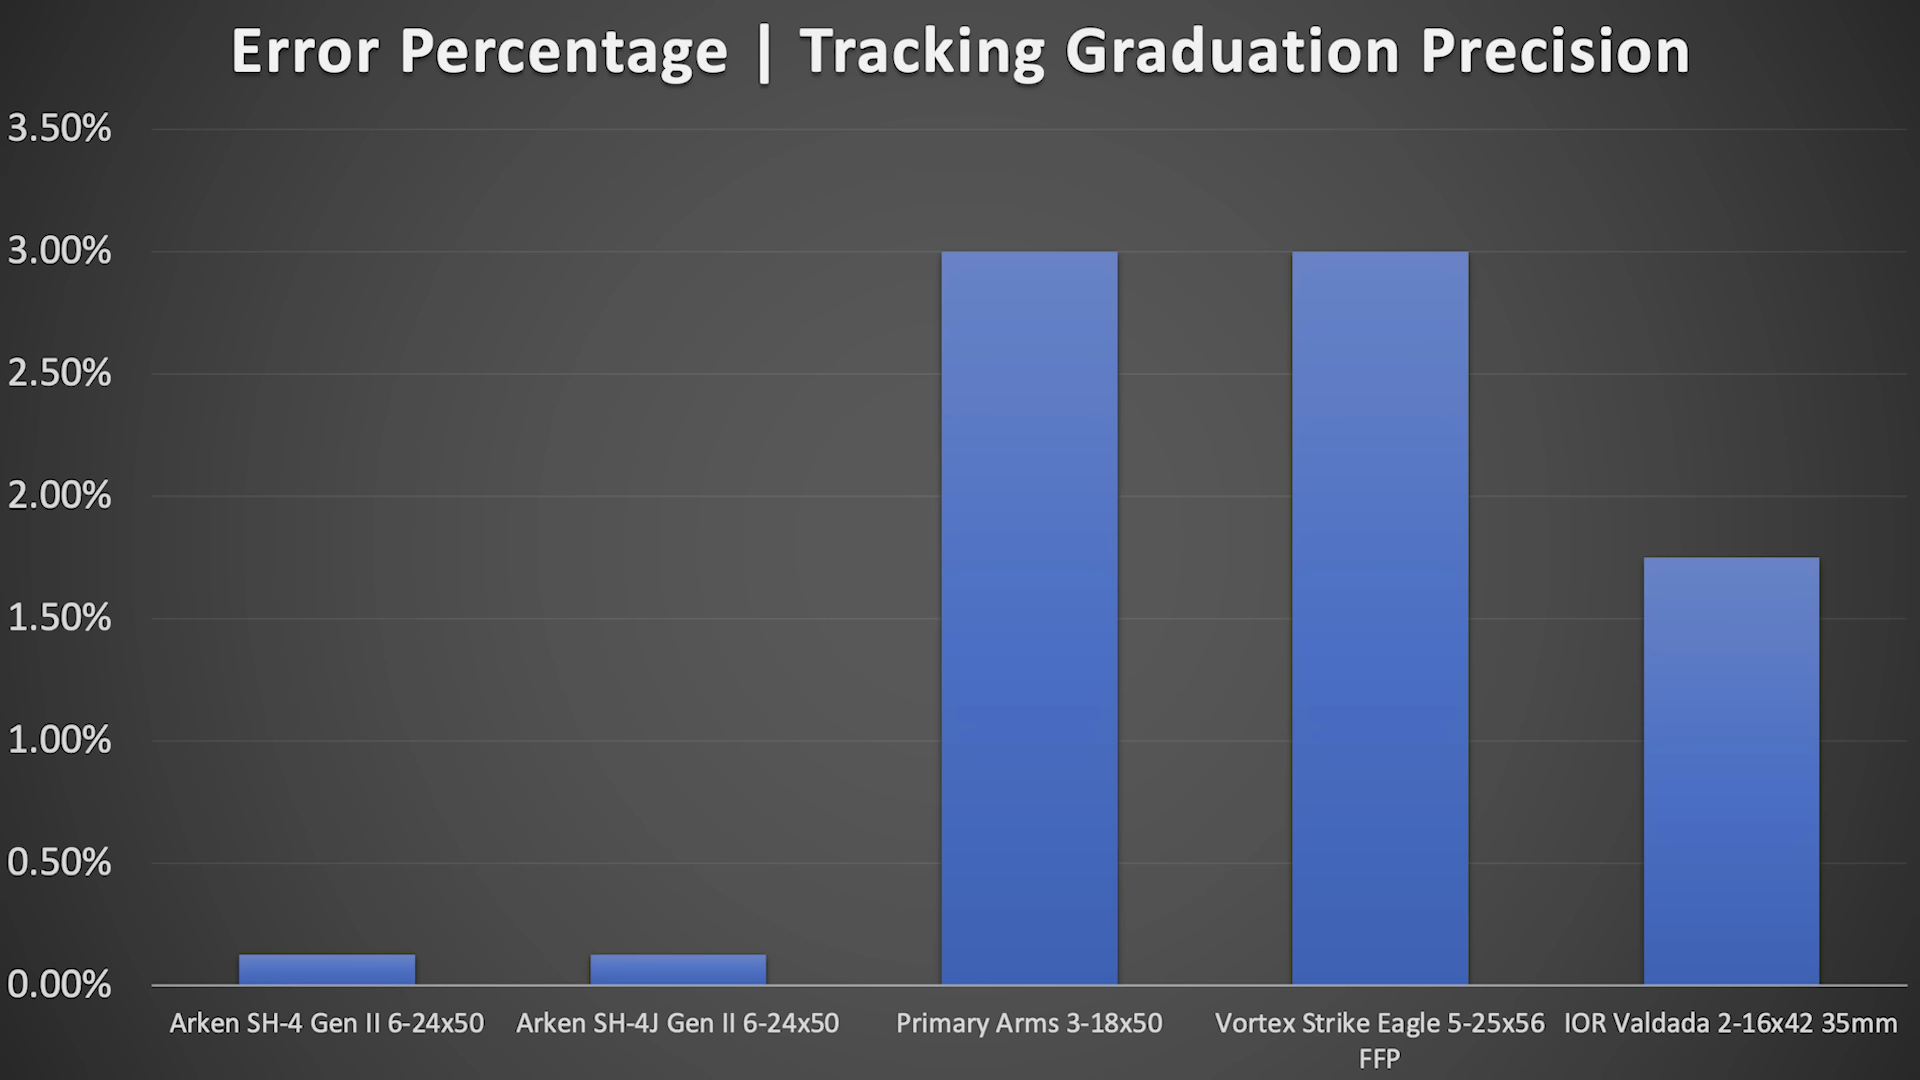 Error Percentage | Tracking Graduation Precision
3.50%
3.00%
2.50%
2.00%
1.50%
1.00%
0.50%
0.00%
Arken SH-4 Gen II 6-24x50
Arken SH-4J Gen II 6-24x50
Primary Arms 3-18x50
Vortex Strike Eagle 5-25x56
FFP
IOR Valdada 2-16x42 35mm